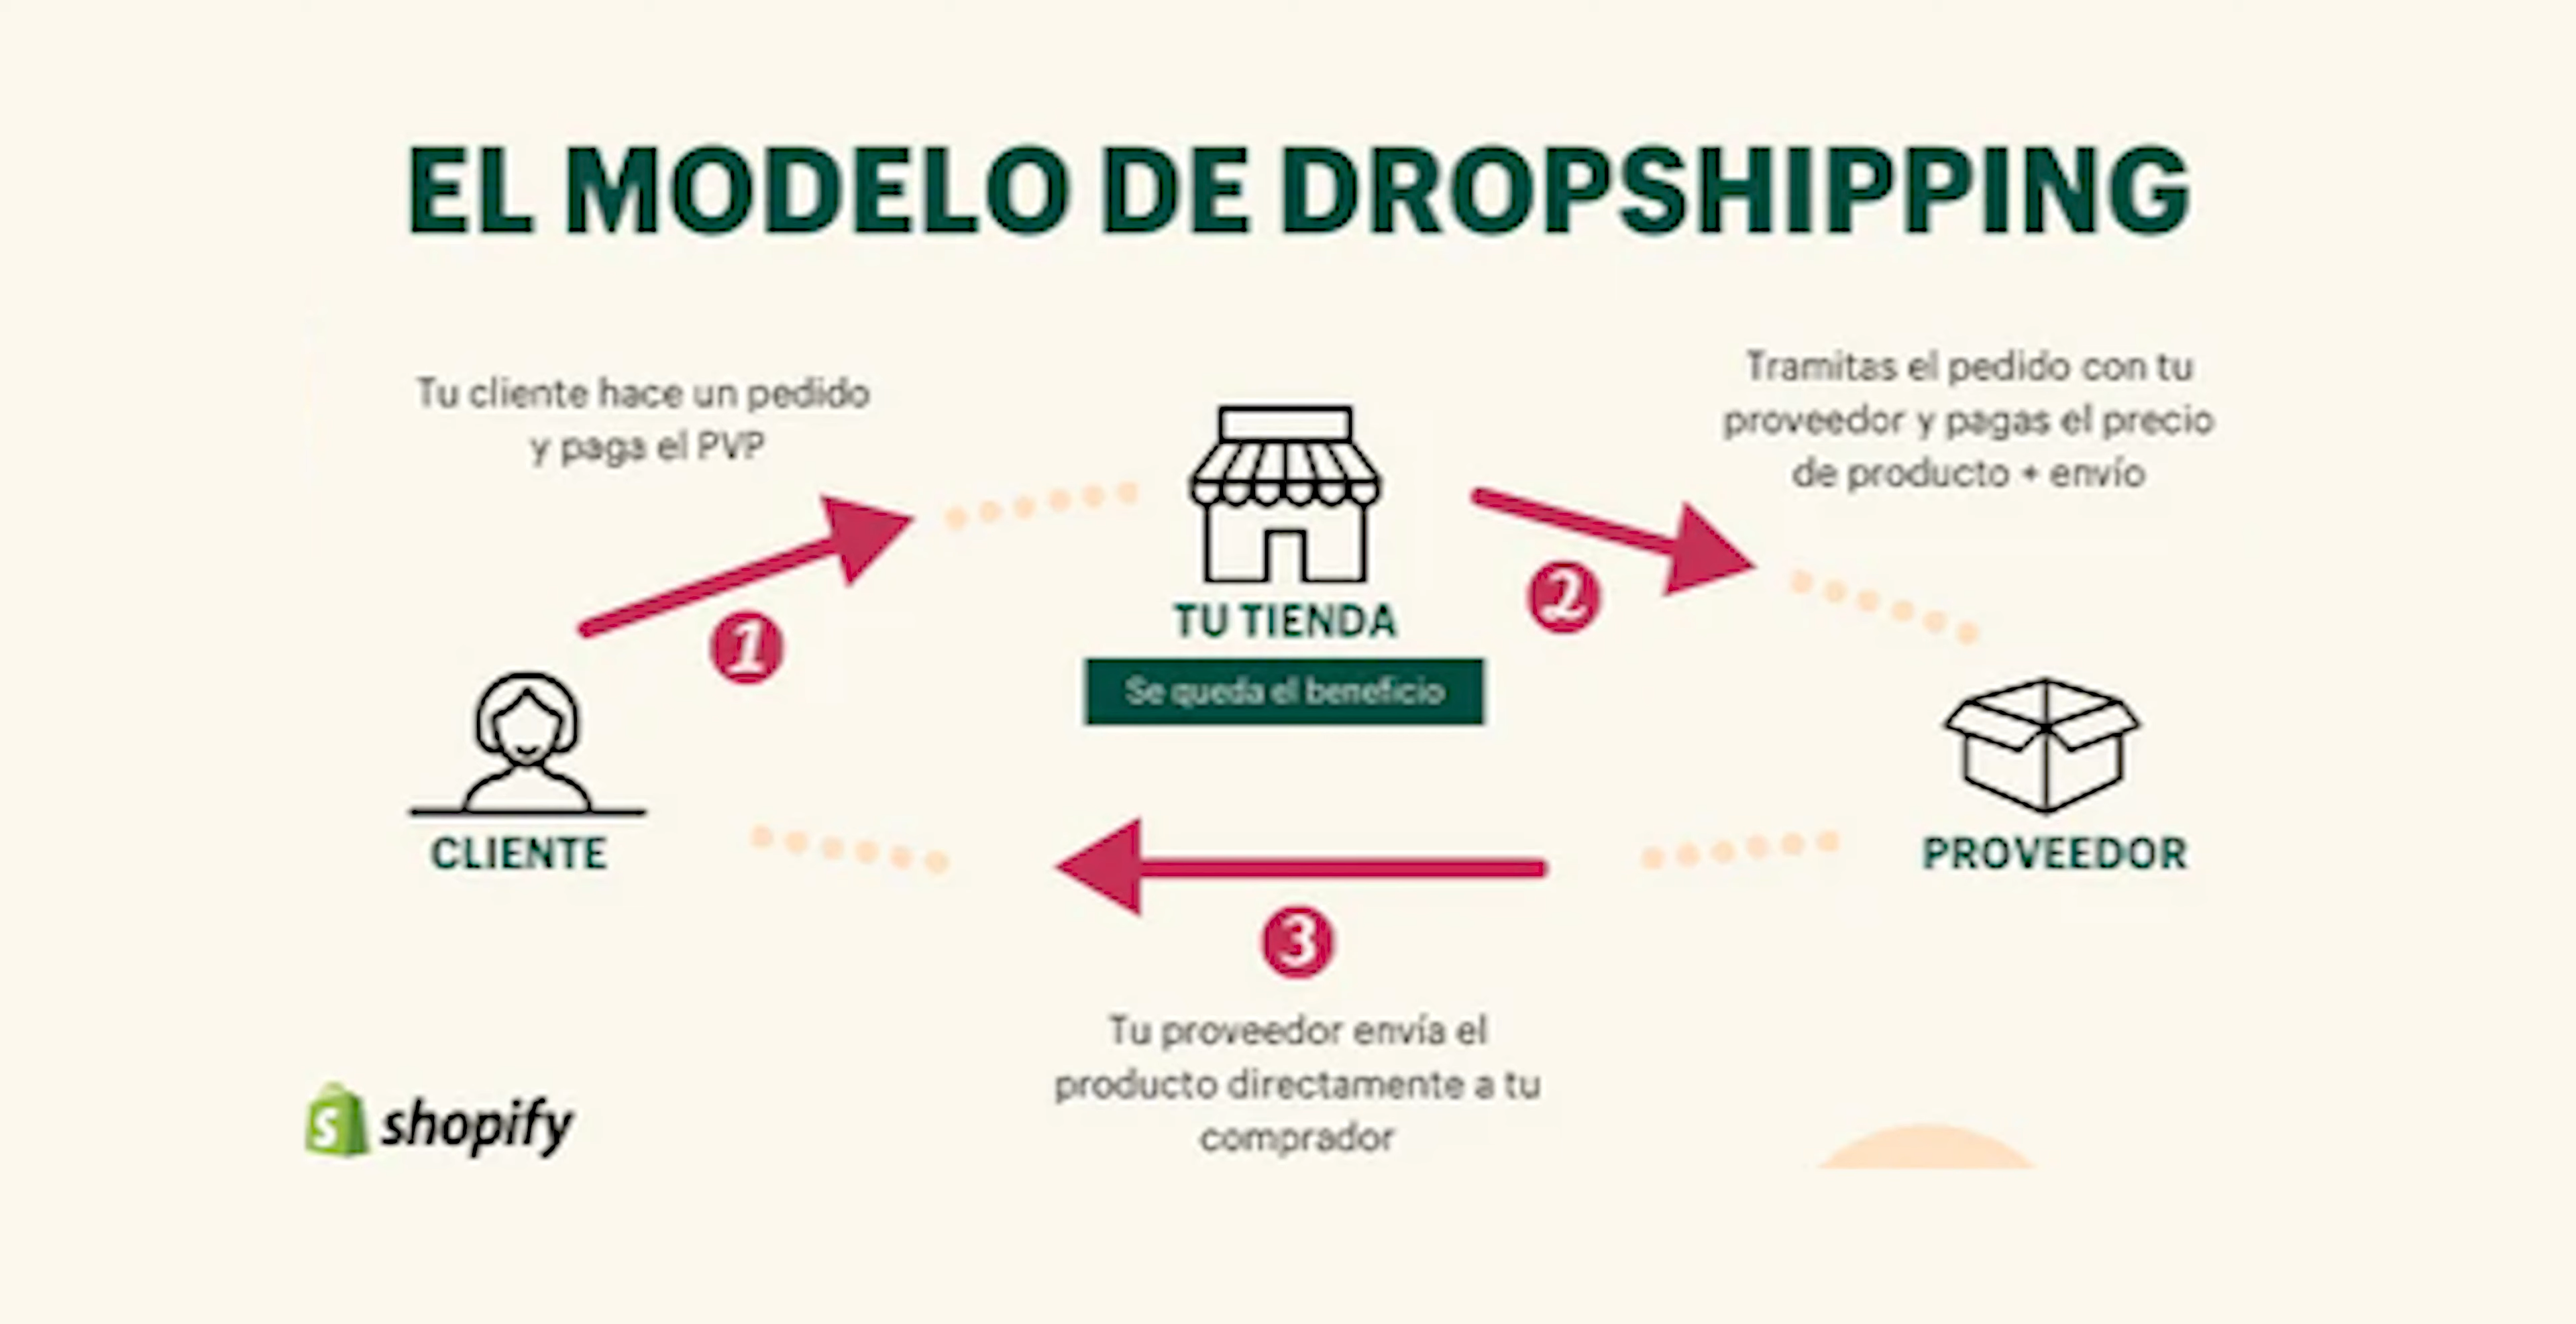 EL MODELO DE DROPSHIPPING
Tu cliente hace un pedido
y paga el PVP
Tramitas el pedido con tu
proveedor y pagas el precio
de producto + envío
1
2
TU TIENDA
Se queda el beneficio
CLIENTE
PROVEEDOR
3
Tu proveedor envía el
producto directamente a tu
comprador
S shopify